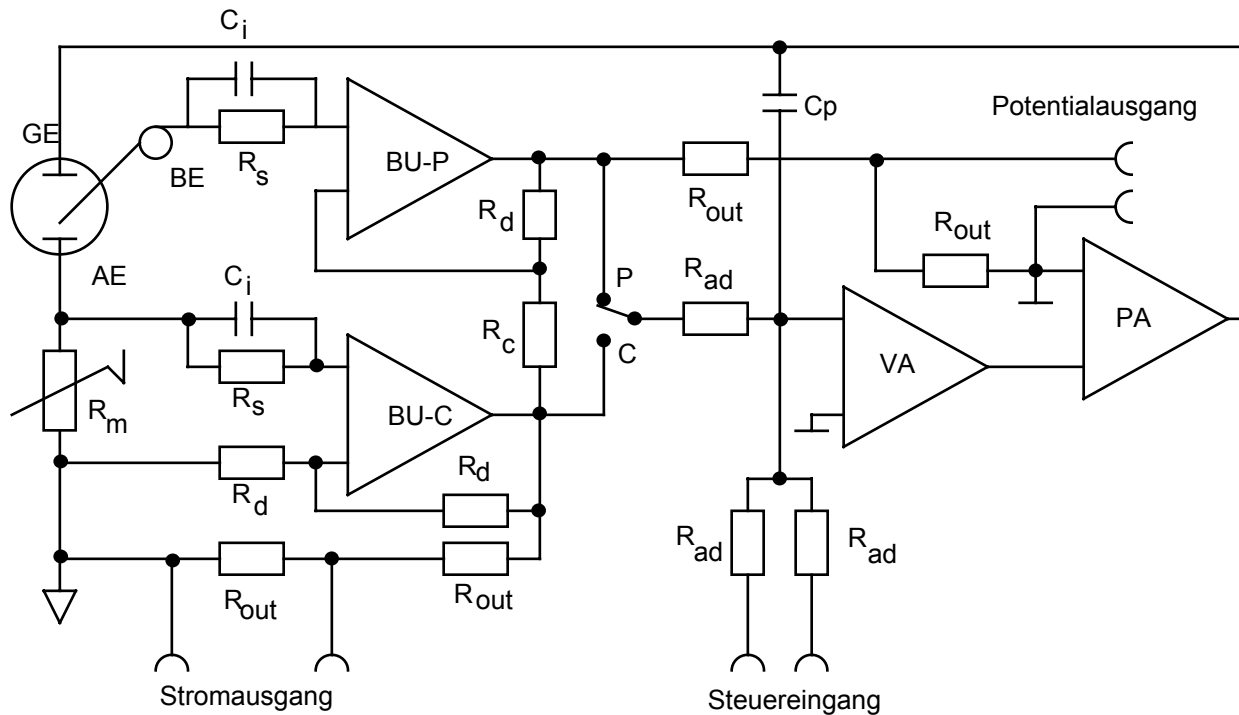 Ci
Cp
Potentialausgang
GE
Rs
BE
BU-P
Rd
Rout
Rout
AE
Ci
P
Rad
Rc
C
VA
PA
Rm
Rs
BU-C
Rd
Rd
Rad
Rad
Rout
Rout
Stromausgang
Steuereingang